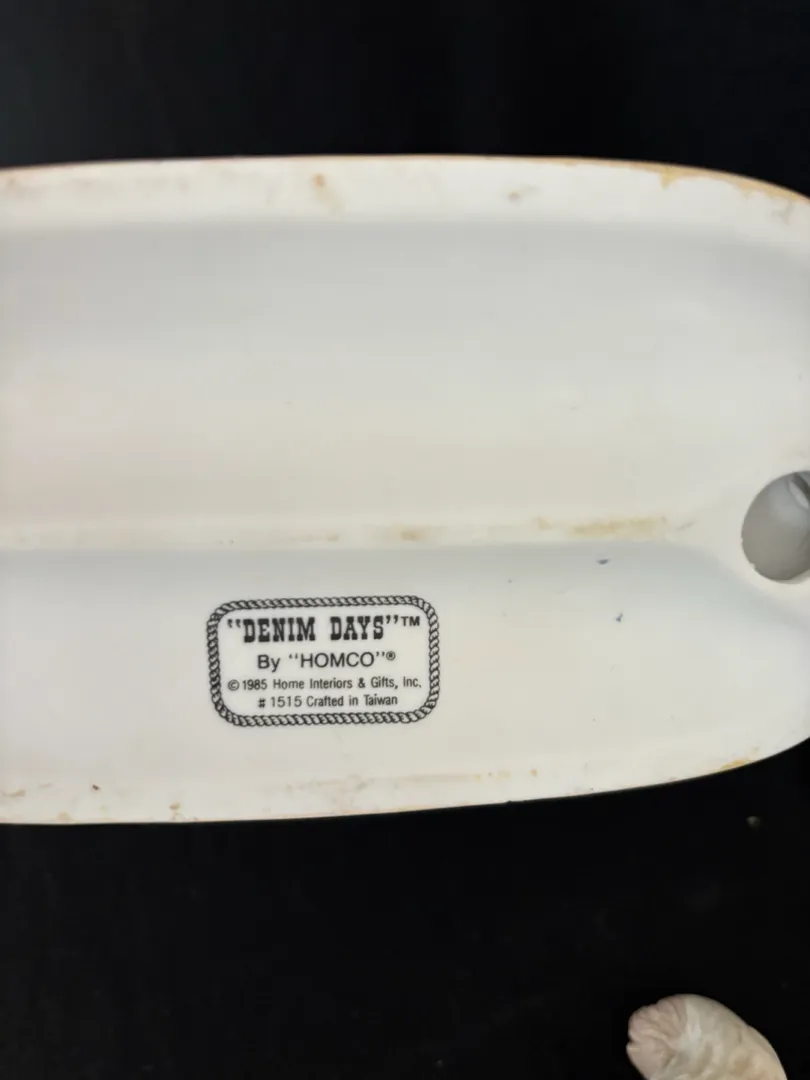 "DENIM DAYS"™
By "HOMCO"®
©1985 Home Interiors & Gifts, Inc.
# 1515 Crafted in Taiwan